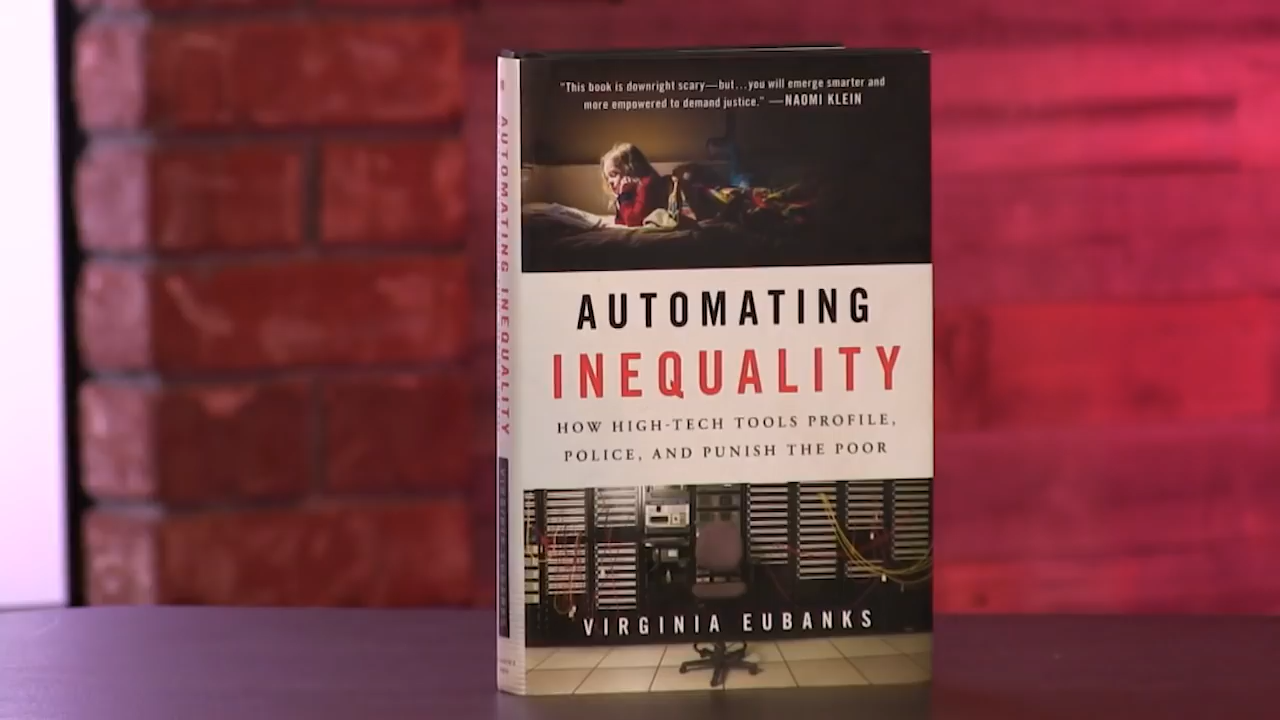 "This book is downright scary—but...you will emerge smarter and
more empowered to demand justice." —NAOMI KLEIN
AUTOMATING
INEQUALITY
HOW HIGH-TECH TOOLS PROFILE,
POLICE, AND PUNISH THE POOR
VIRGINIA EUBANKS
AUTOMATING INEQUALITY